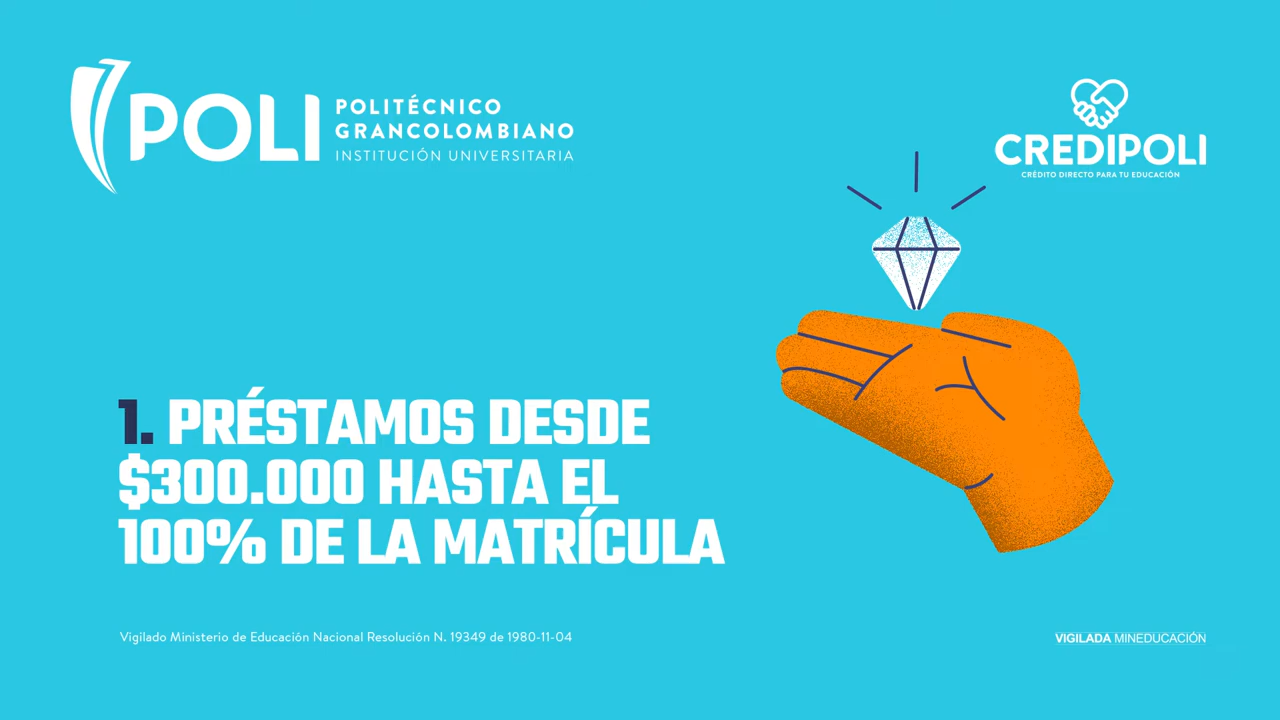 POLI
POLITÉCNICO
GRANCOLOMBIANO
INSTITUCIÓN UNIVERSITARIA
CREDIPOLI
CRÉDITO DIRECTO PARA TU EDUCACIÓN
1. PRÉSTAMOS DESDE
$300.000 HASTA EL
100% DE LA MATRÍCULA
Vigilado Ministerio de Educación Nacional Resolución N. 19349 de 1980-11-04
VIGILADA MINEDUCACIÓN